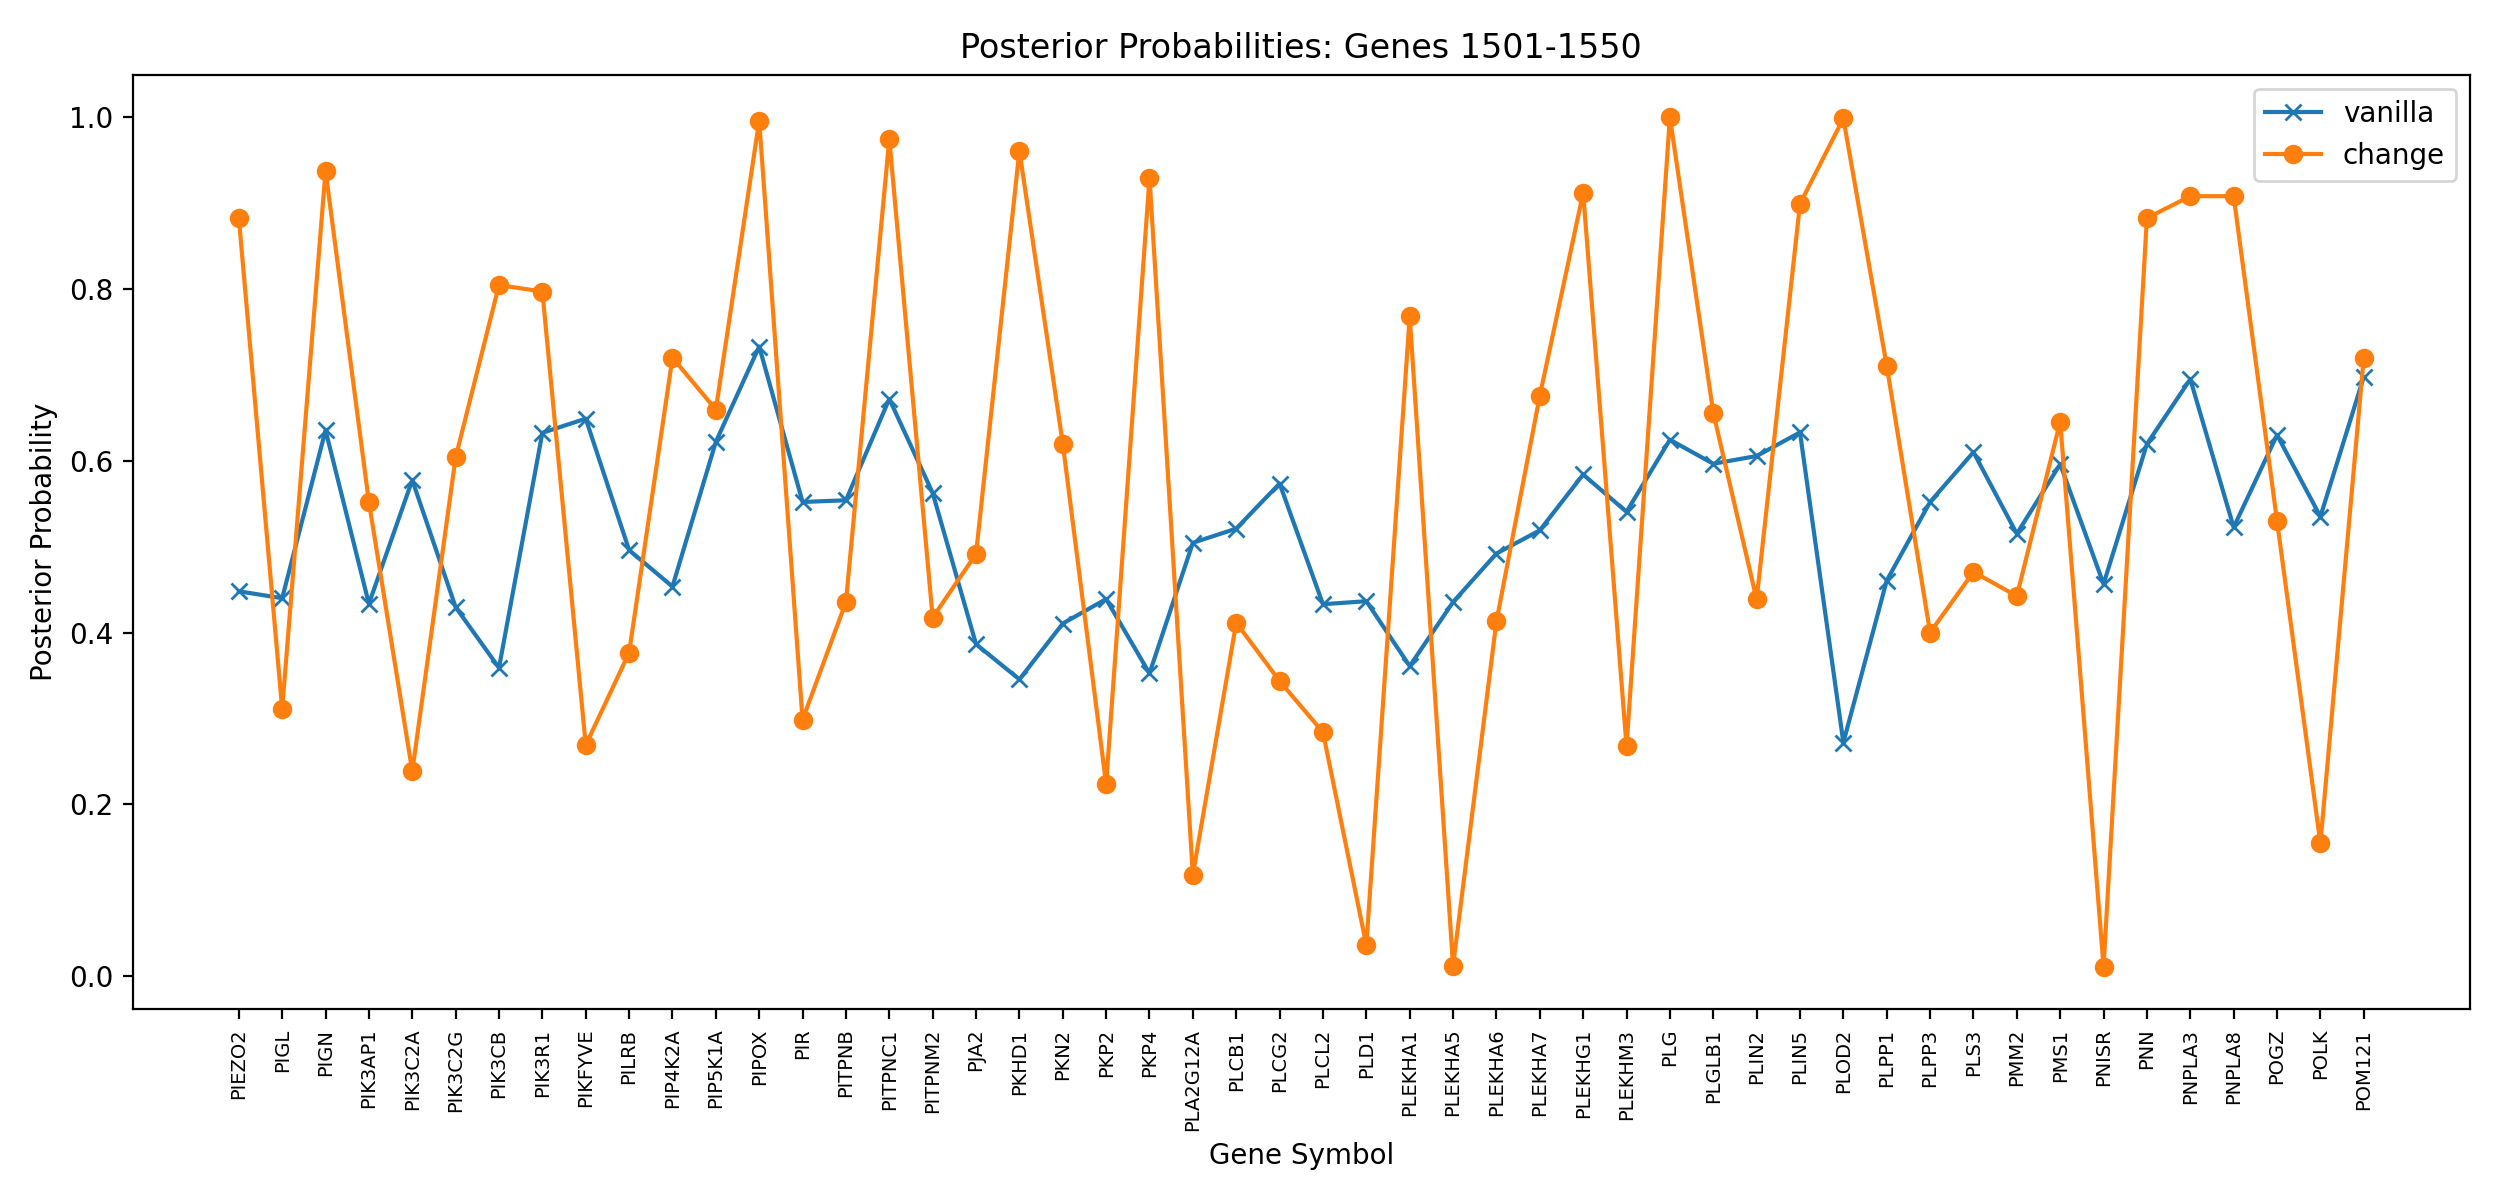 Posterior Probabilities: Genes 1501-1550
vanilla
change
Posterior Probability
1.0
0.8
0.6
0.4
0.2
0.0
PIEZO2
PIGL
PIGN
PIK3AP1
PIK3C2A
PIK3C2G
PIK3CB
PIK3R1
PIKFYVE
PILRB
PIP4K2A
PIP5K1A
PIPOX
PIR
PITPNB
PITPNC1
PITPNM2
PJA2
PKHD1
PKN2
PKP2
PKP4
PLA2G12A
PLCB1
PLCG2
PLCL2
PLD1
PLEKHA1
PLEKHA5
PLEKHA6
PLEKHA7
PLEKHG1
PLEKHM3
PLG
PLGLB1
PLIN2
PLIN5
PLOD2
PLPP1
PLPP3
PLS3
PMM2
PMS1
PNISR
PNN
PNPLA3
PNPLA8
POGZ
POLK
POM121
Gene Symbol